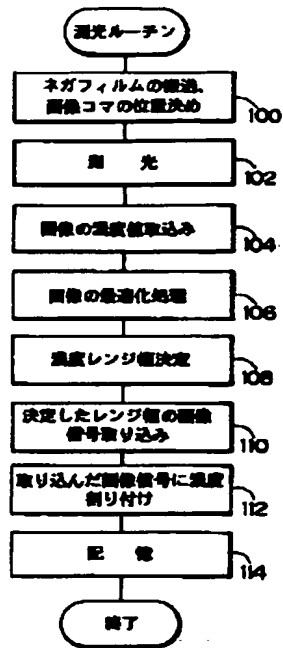 測光ルーチン
ネガフィルムの搬送、
画像コマの位置決め
100
測 光
102
画像の濃度値取込み
104
画像の最適化処理
106
濃度レンジ幅決定
108
決定したレンジ幅の画像
信号取り込み
110
取り込んだ画像信号に濃度
割り付け
112
記 憶
114
終了